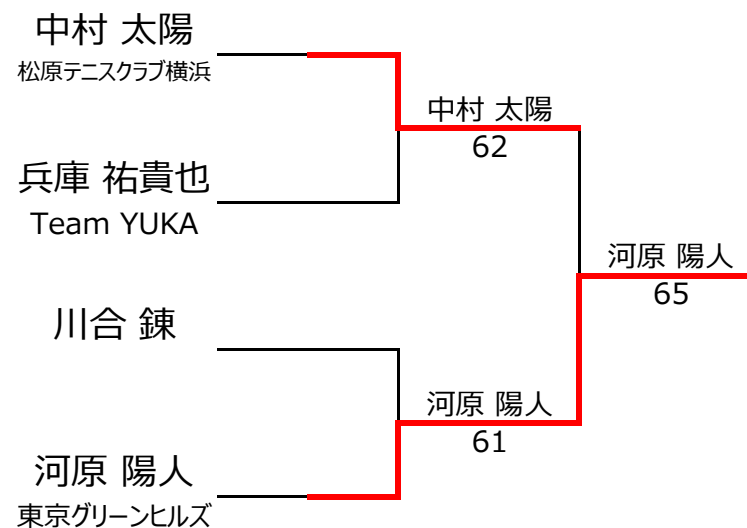 中村 太陽
松原テニスクラブ横浜
中村 太陽
62
兵庫 祐貴也
Team YUKA
河原 陽人
65
川合 錬
河原 陽人
61
河原 陽人
東京グリーンヒルズ